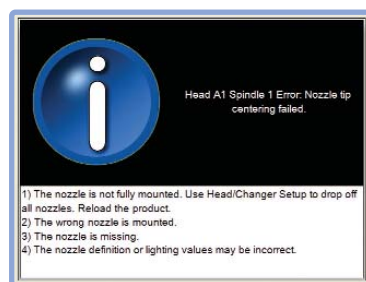 Head A1 Spindle 1 Error: Nozzle tip
centering failed.
1) The nozzle is not fully mounted. Use Head/Changer Setup to drop off
all nozzles. Reload the product.
2) The wrong nozzle is mounted.
3) The nozzle is missing.
4) The nozzle definition or lighting values may be incorrect.